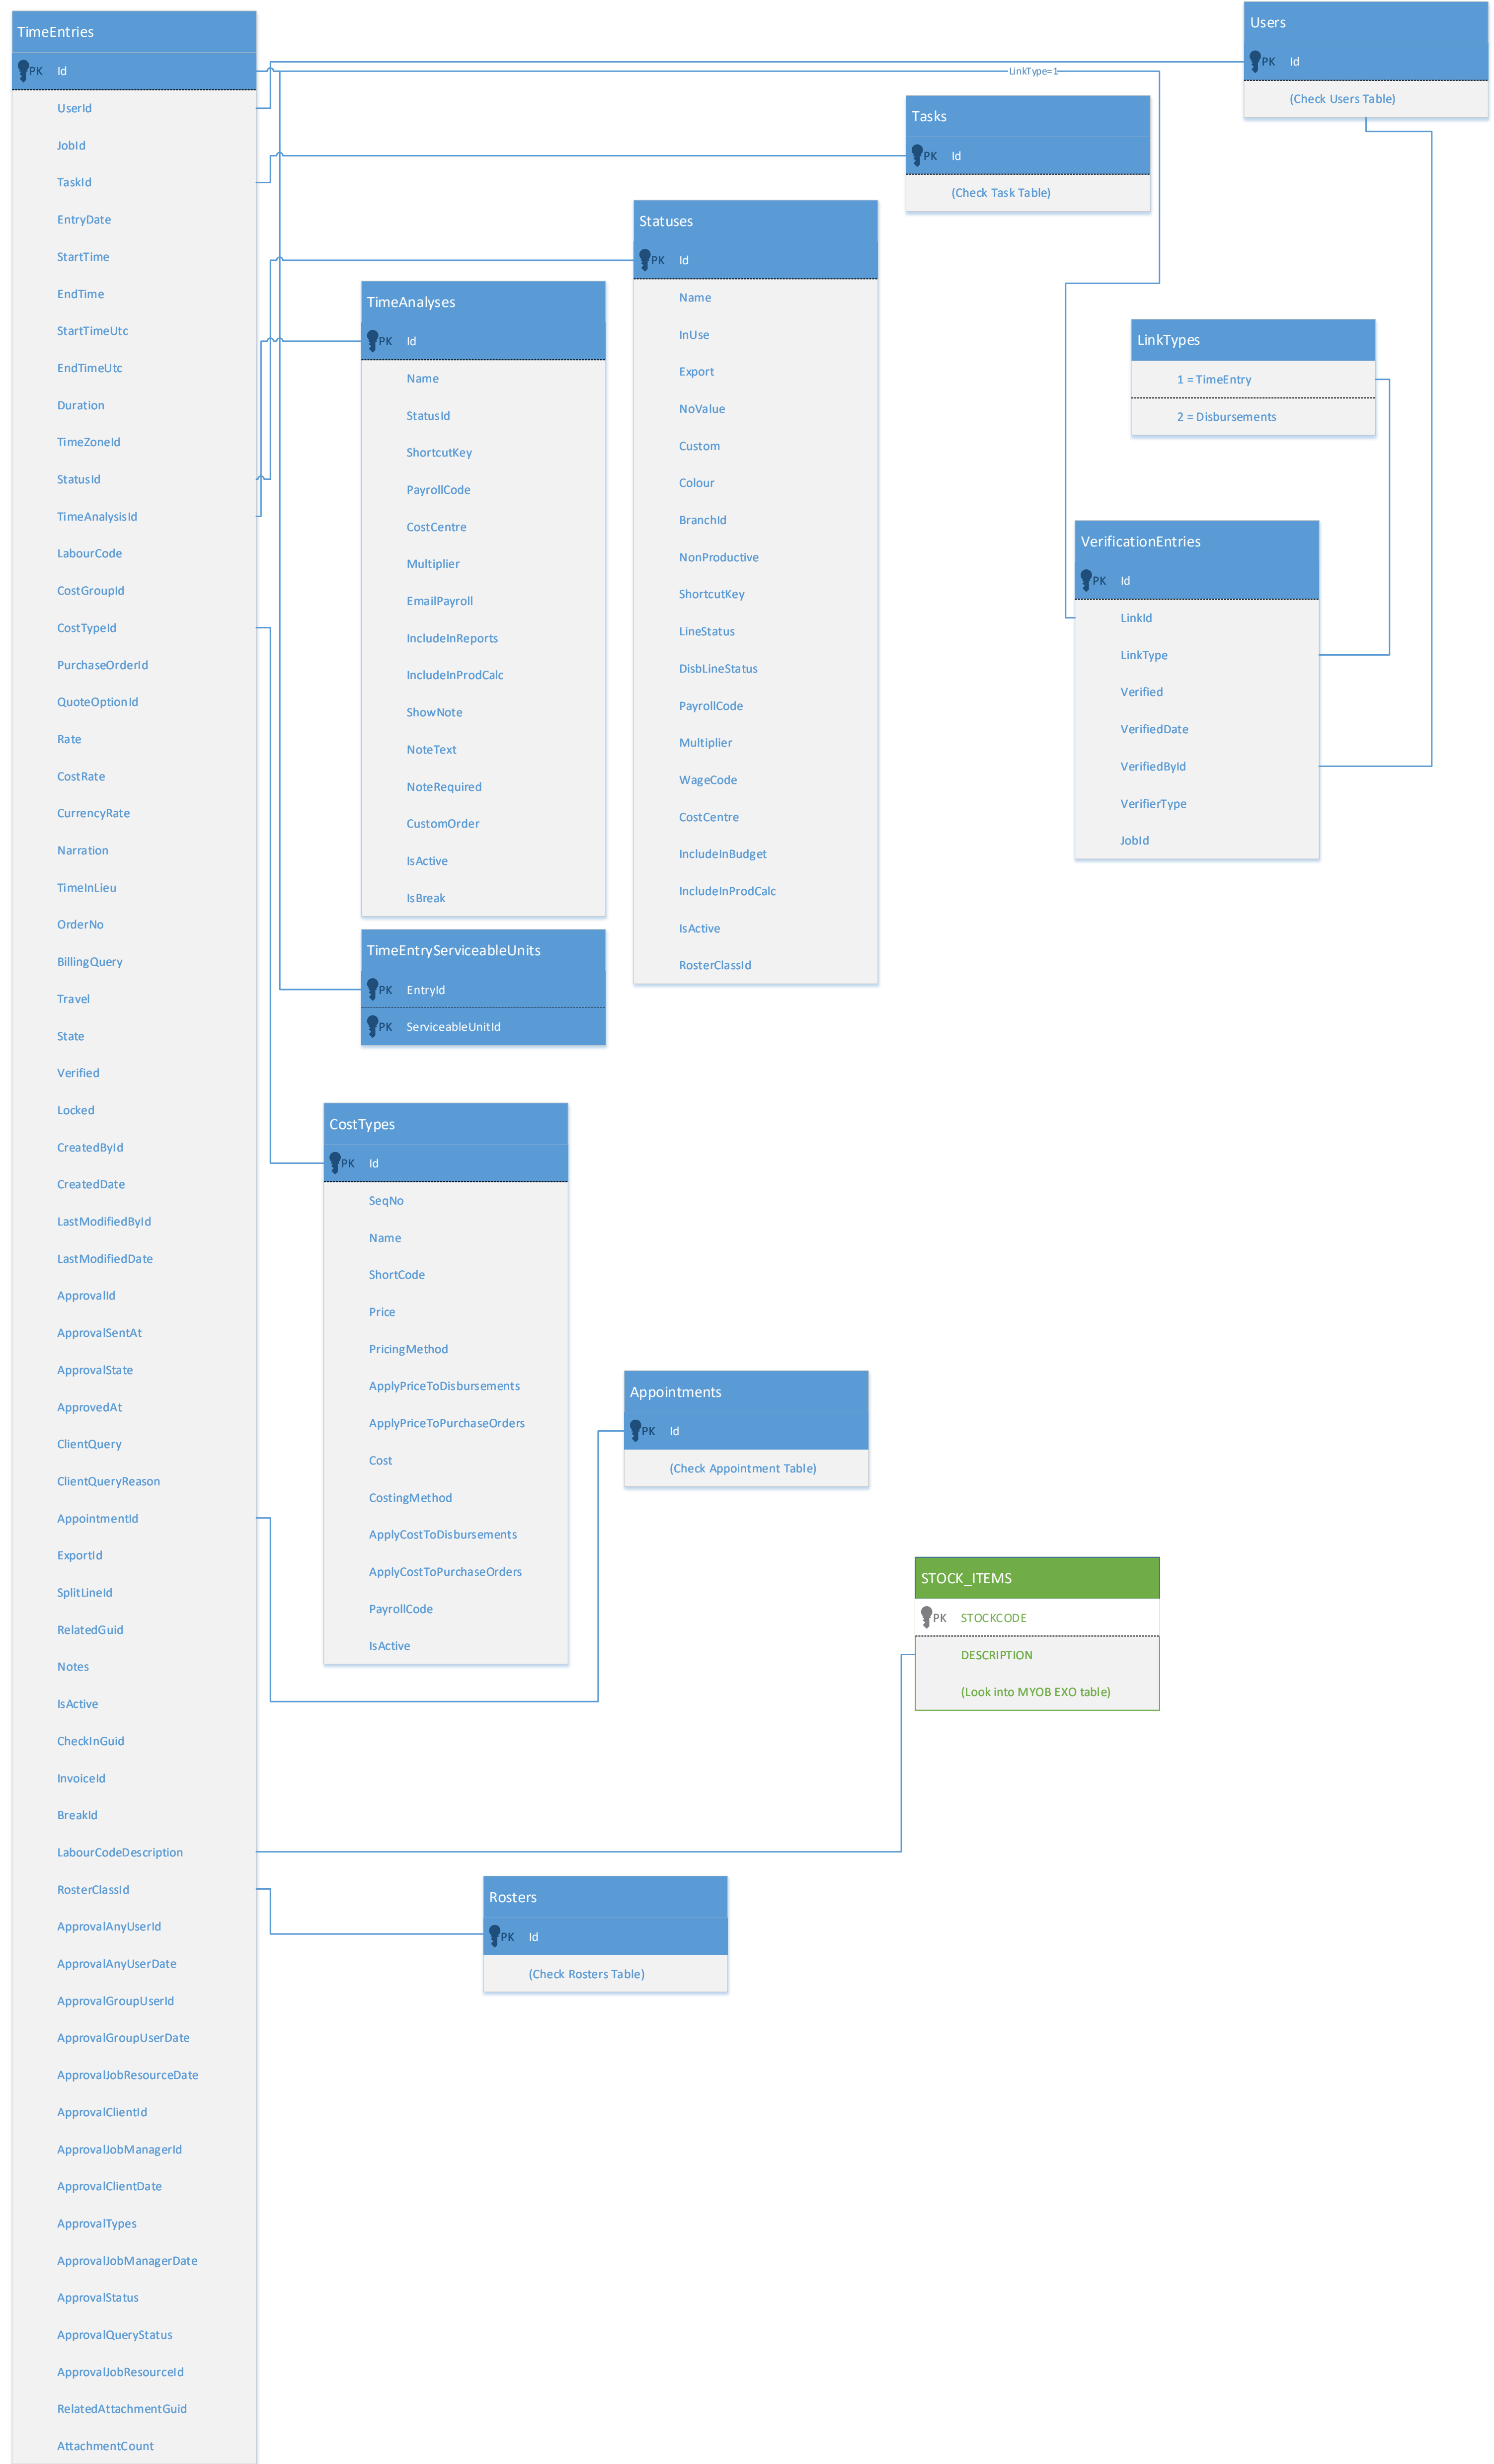 TimeEntries
PK Id
UserId
JobId
TaskId
EntryDate
StartTime
EndTime
StartTimeUtc
EndTimeUtc
Duration
TimeZoneId
StatusId
TimeAnalysisId
LabourCode
CostGroupId
CostTypeId
PurchaseOrderId
QuoteOptionId
Rate
CostRate
CurrencyRate
Narration
TimeInLieu
OrderNo
BillingQuery
Travel
State
Verified
Locked
CreatedById
CreatedDate
LastModifiedById
LastModifiedDate
ApprovalId
ApprovalSentAt
ApprovalState
ApprovedAt
ClientQuery
ClientQueryReason
AppointmentId
ExportId
SplitLineId
RelatedGuid
Notes
IsActive
CheckInGuid
InvoiceId
BreakId
LabourCodeDescription
RosterClassId
ApprovalAnyUserId
ApprovalAnyUserDate
ApprovalGroupUserId
ApprovalGroupUserDate
ApprovalJobResourceDate
ApprovalClientId
ApprovalJobManagerId
ApprovalClientDate
ApprovalTypes
ApprovalJobManagerDate
ApprovalStatus
ApprovalQueryStatus
ApprovalJobResourceId
RelatedAttachmentGuid
AttachmentCount
LinkType=1
Users
PK Id
(Check Users Table)
Tasks
PK Id
(Check Task Table)
Statuses
PK Id
Name
InUse
Export
NoValue
Custom
Colour
BranchId
NonProductive
ShortcutKey
LineStatus
DisbLineStatus
PayrollCode
Multiplier
WageCode
CostCentre
IncludeInBudget
IncludeInProdCalc
IsActive
RosterClassId
TimeAnalyses
PK Id
Name
StatusId
ShortcutKey
PayrollCode
CostCentre
Multiplier
EmailPayroll
IncludeInReports
IncludeInProdCalc
ShowNote
NoteText
NoteRequired
CustomOrder
IsActive
IsBreak
LinkTypes
1 = TimeEntry
2 = Disbursements
VerificationEntries
PK Id
LinkId
LinkType
Verified
VerifiedDate
VerifiedById
VerifierType
JobId
TimeEntryServiceableUnits
PK EntryId
PK ServiceableUnitId
CostTypes
PK Id
SeqNo
Name
ShortCode
Price
PricingMethod
ApplyPriceToDisbursements
ApplyPriceToPurchaseOrders
Cost
CostingMethod
ApplyCostToDisbursements
ApplyCostToPurchaseOrders
PayrollCode
IsActive
Appointments
PK Id
(Check Appointment Table)
STOCK_ITEMS
PK STOCKCODE
DESCRIPTION
(Look into MYOB EXO table)
Rosters
PK Id
(Check Rosters Table)